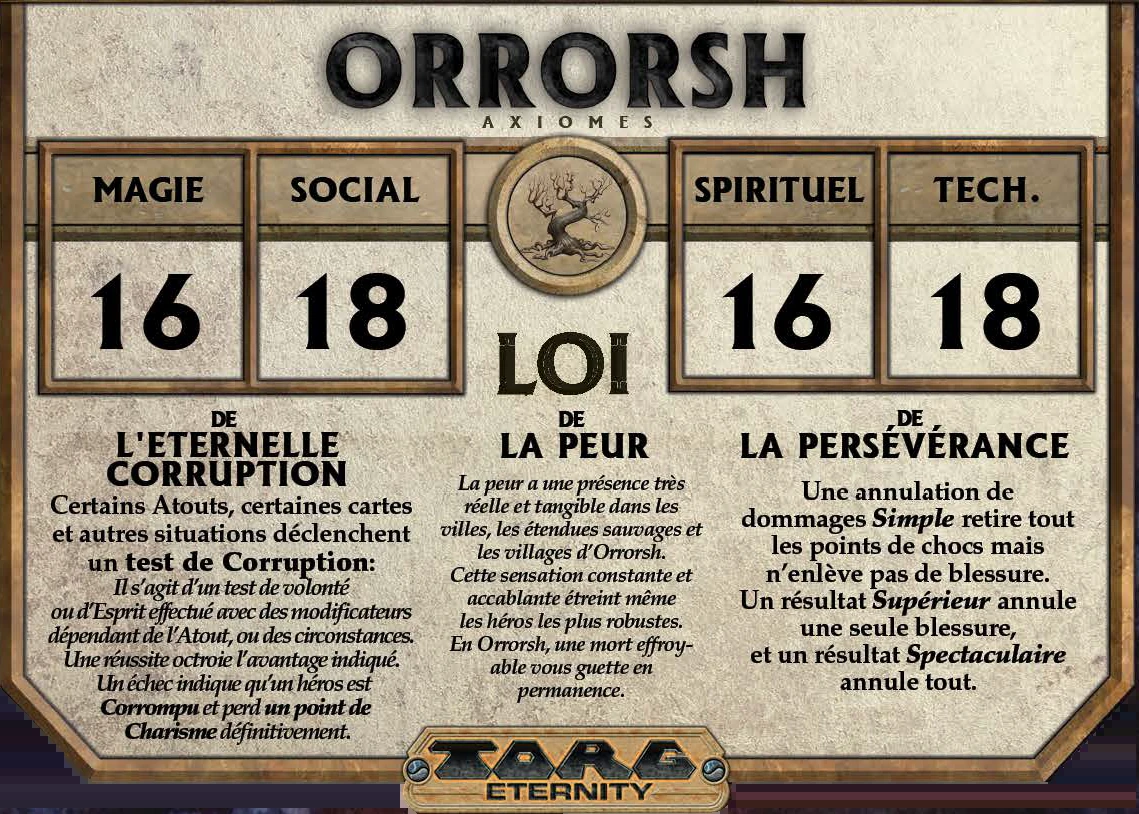 ORRORSH
AXIOMES
MAGIE
SOCIAL
SPIRITUEL
TECH.
16
18
16
18
LOI
DE
L'ETERNELLE
CORRUPTION
Certains Atouts, certaines cartes
et autres situations déclenchent
un test de Corruption:
Il s'agit d'un test de volonté
ou d'Esprit effectué avec des modificateurs
dépendant de l'Atout, ou des circonstances.
Une réussite octroie l'avantage indiqué.
Un échec indique qu'un héros est
Corrompu et perd un point de
Charisme définitivement.
DE
LA PEUR
La peur a une présence très
réelle et tangible dans les
villes, les étendues sauvages et
les villages d'Orrorsh.
Cette sensation constante et
accablante étreint même
les héros les plus robustes.
En Orrorsh, une mort effroy-
able vous guette en
permanence.
DE
LA PERSÉVÉRANCE
Une annulation de
dommages Simple retire tout
les points de chocs mais
n'enlève pas de blessure.
Un résultat Supérieur annule
une seule blessure,
et un résultat Spectaculaire
annule tout.
TORG
ETERNITY